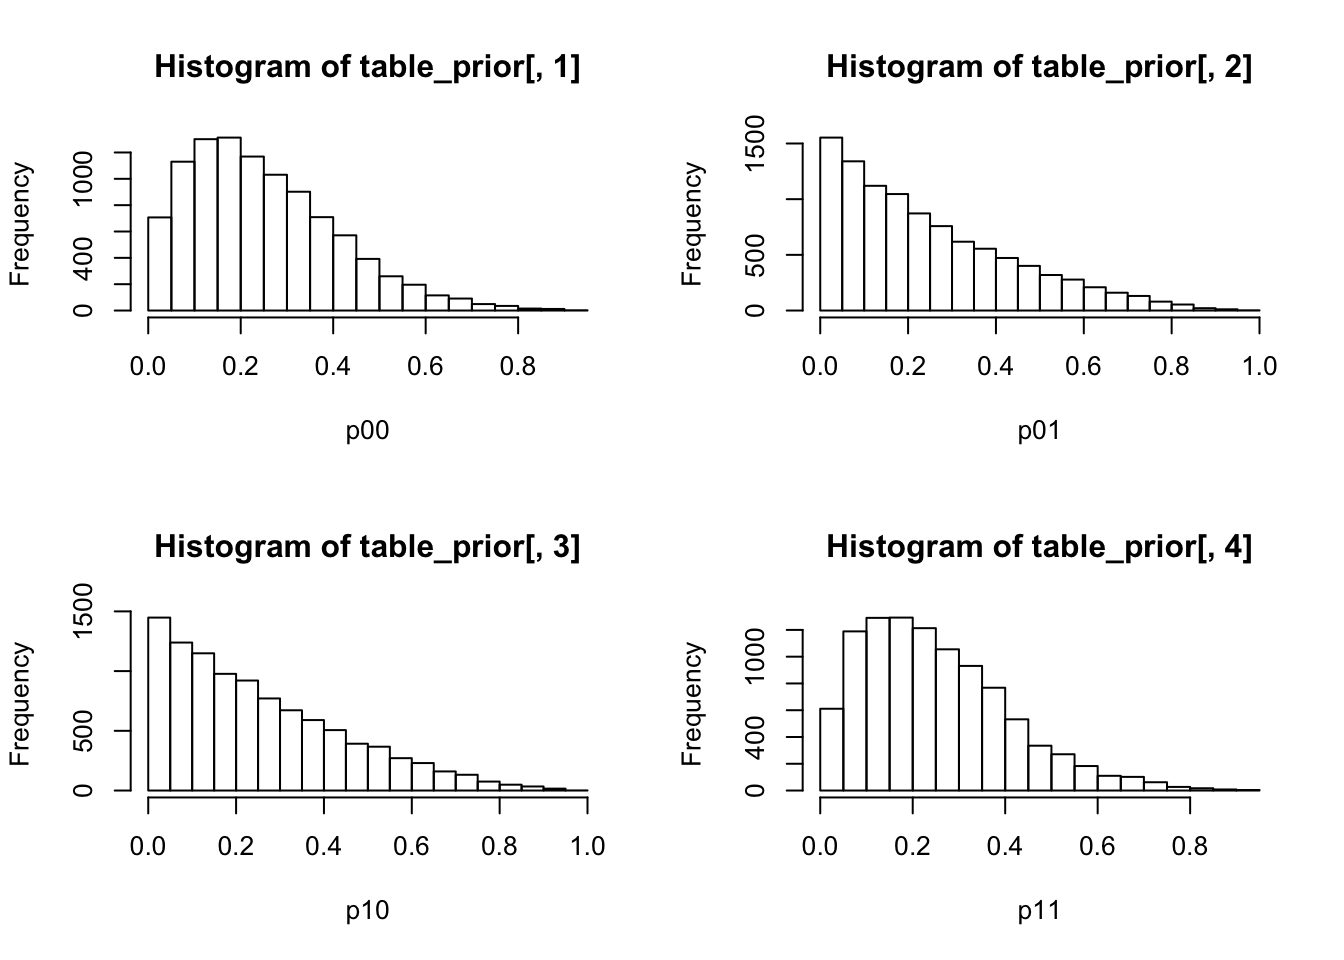 Histogram of table_prior[, 1]
Frequency
0 400 1000
0.0 0.2 0.4 0.6 0.8
p00
Histogram of table_prior[, 2]
Frequency
0 500 1500
0.0 0.2 0.4 0.6 0.8 1.0
p01
Histogram of table_prior[, 3]
Frequency
0 500 1500
0.0 0.2 0.4 0.6 0.8 1.0
p10
Histogram of table_prior[, 4]
Frequency
0 400 1000
0.0 0.2 0.4 0.6 0.8
p11